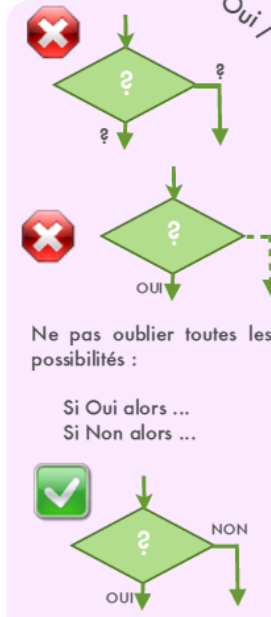 Oui /
?
?
?
?
OUI
Ne pas oublier toutes les
possibilités :
Si Oui alors ...
Si Non alors ...
?
NON
OUI